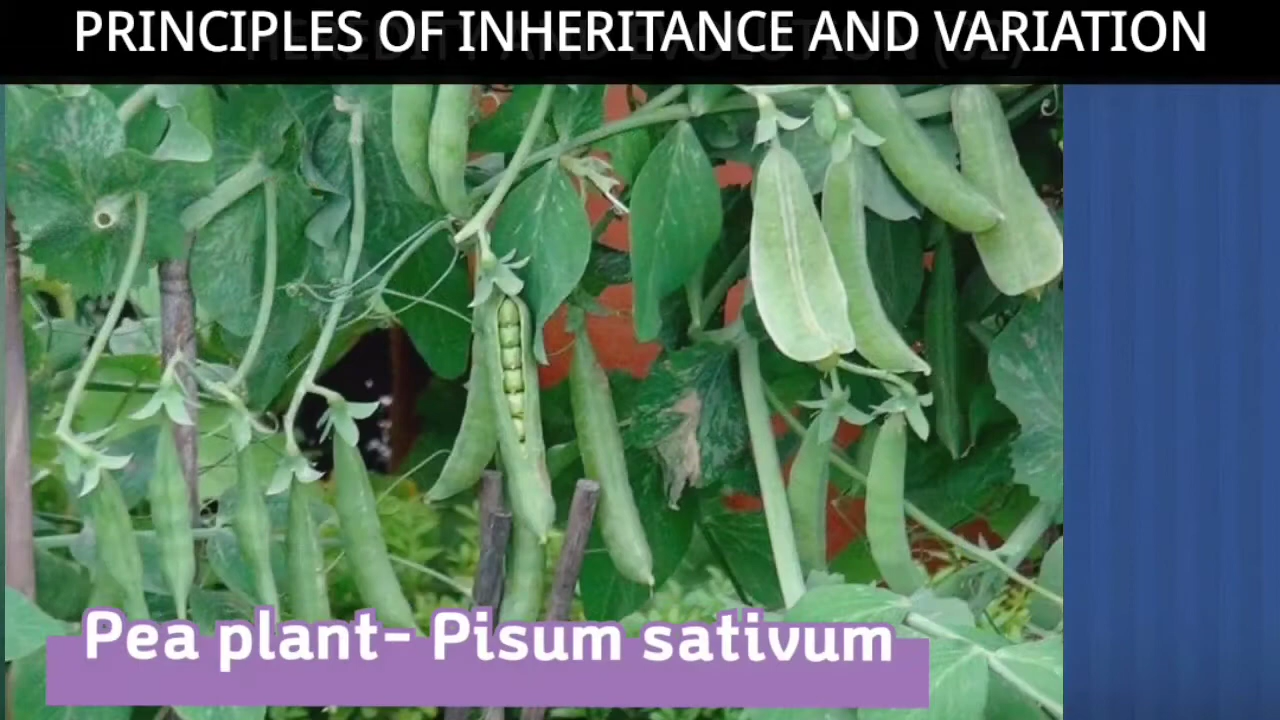 PRINCIPLES OF INHERITANCE AND VARIATION
Pea plant- Pisum sativum